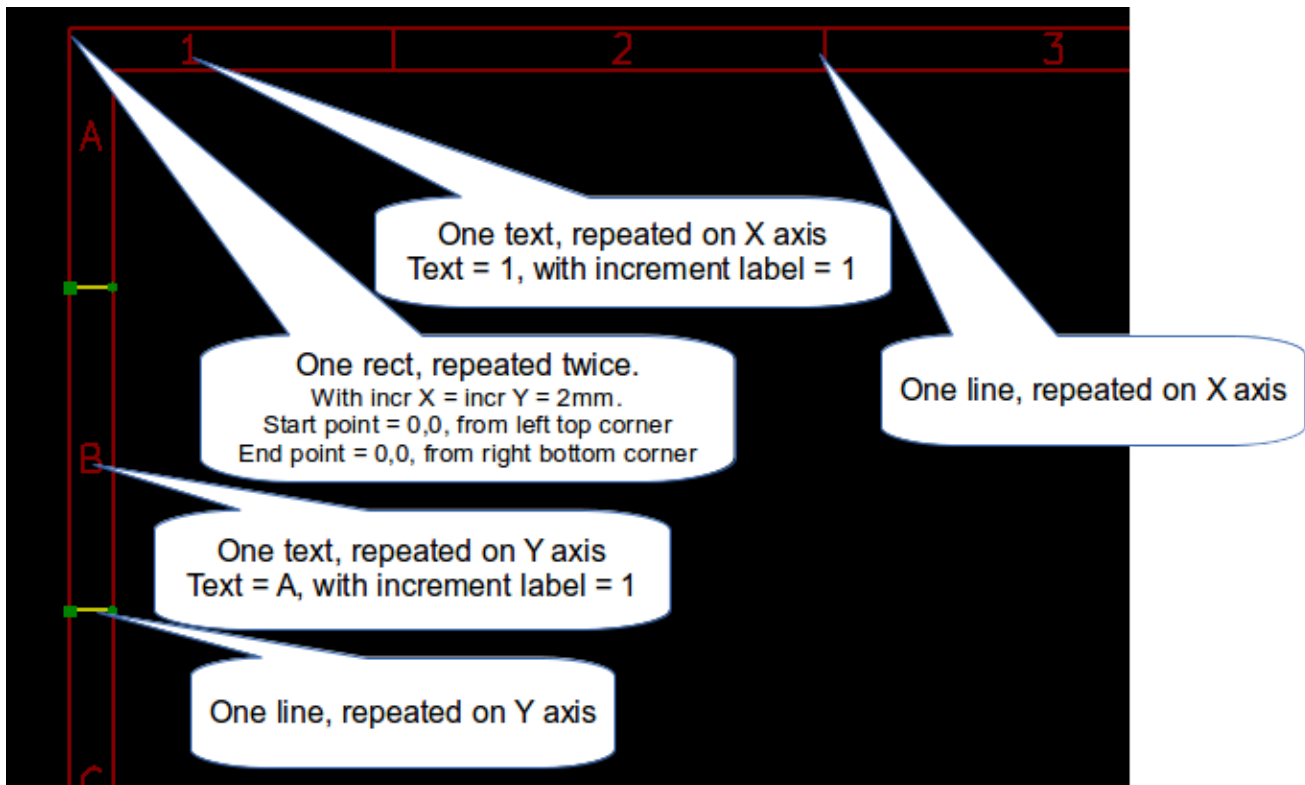 1 2 3
A
One text, repeated on X axis
Text = 1, with increment label = 1
One rect, repeated twice.
With incr X = incr Y = 2mm.
Start point = 0,0, from left top corner
End point = 0,0, from right bottom corner
One line, repeated on X axis
B
One text, repeated on Y axis
Text = A, with increment label = 1
One line, repeated on Y axis
C